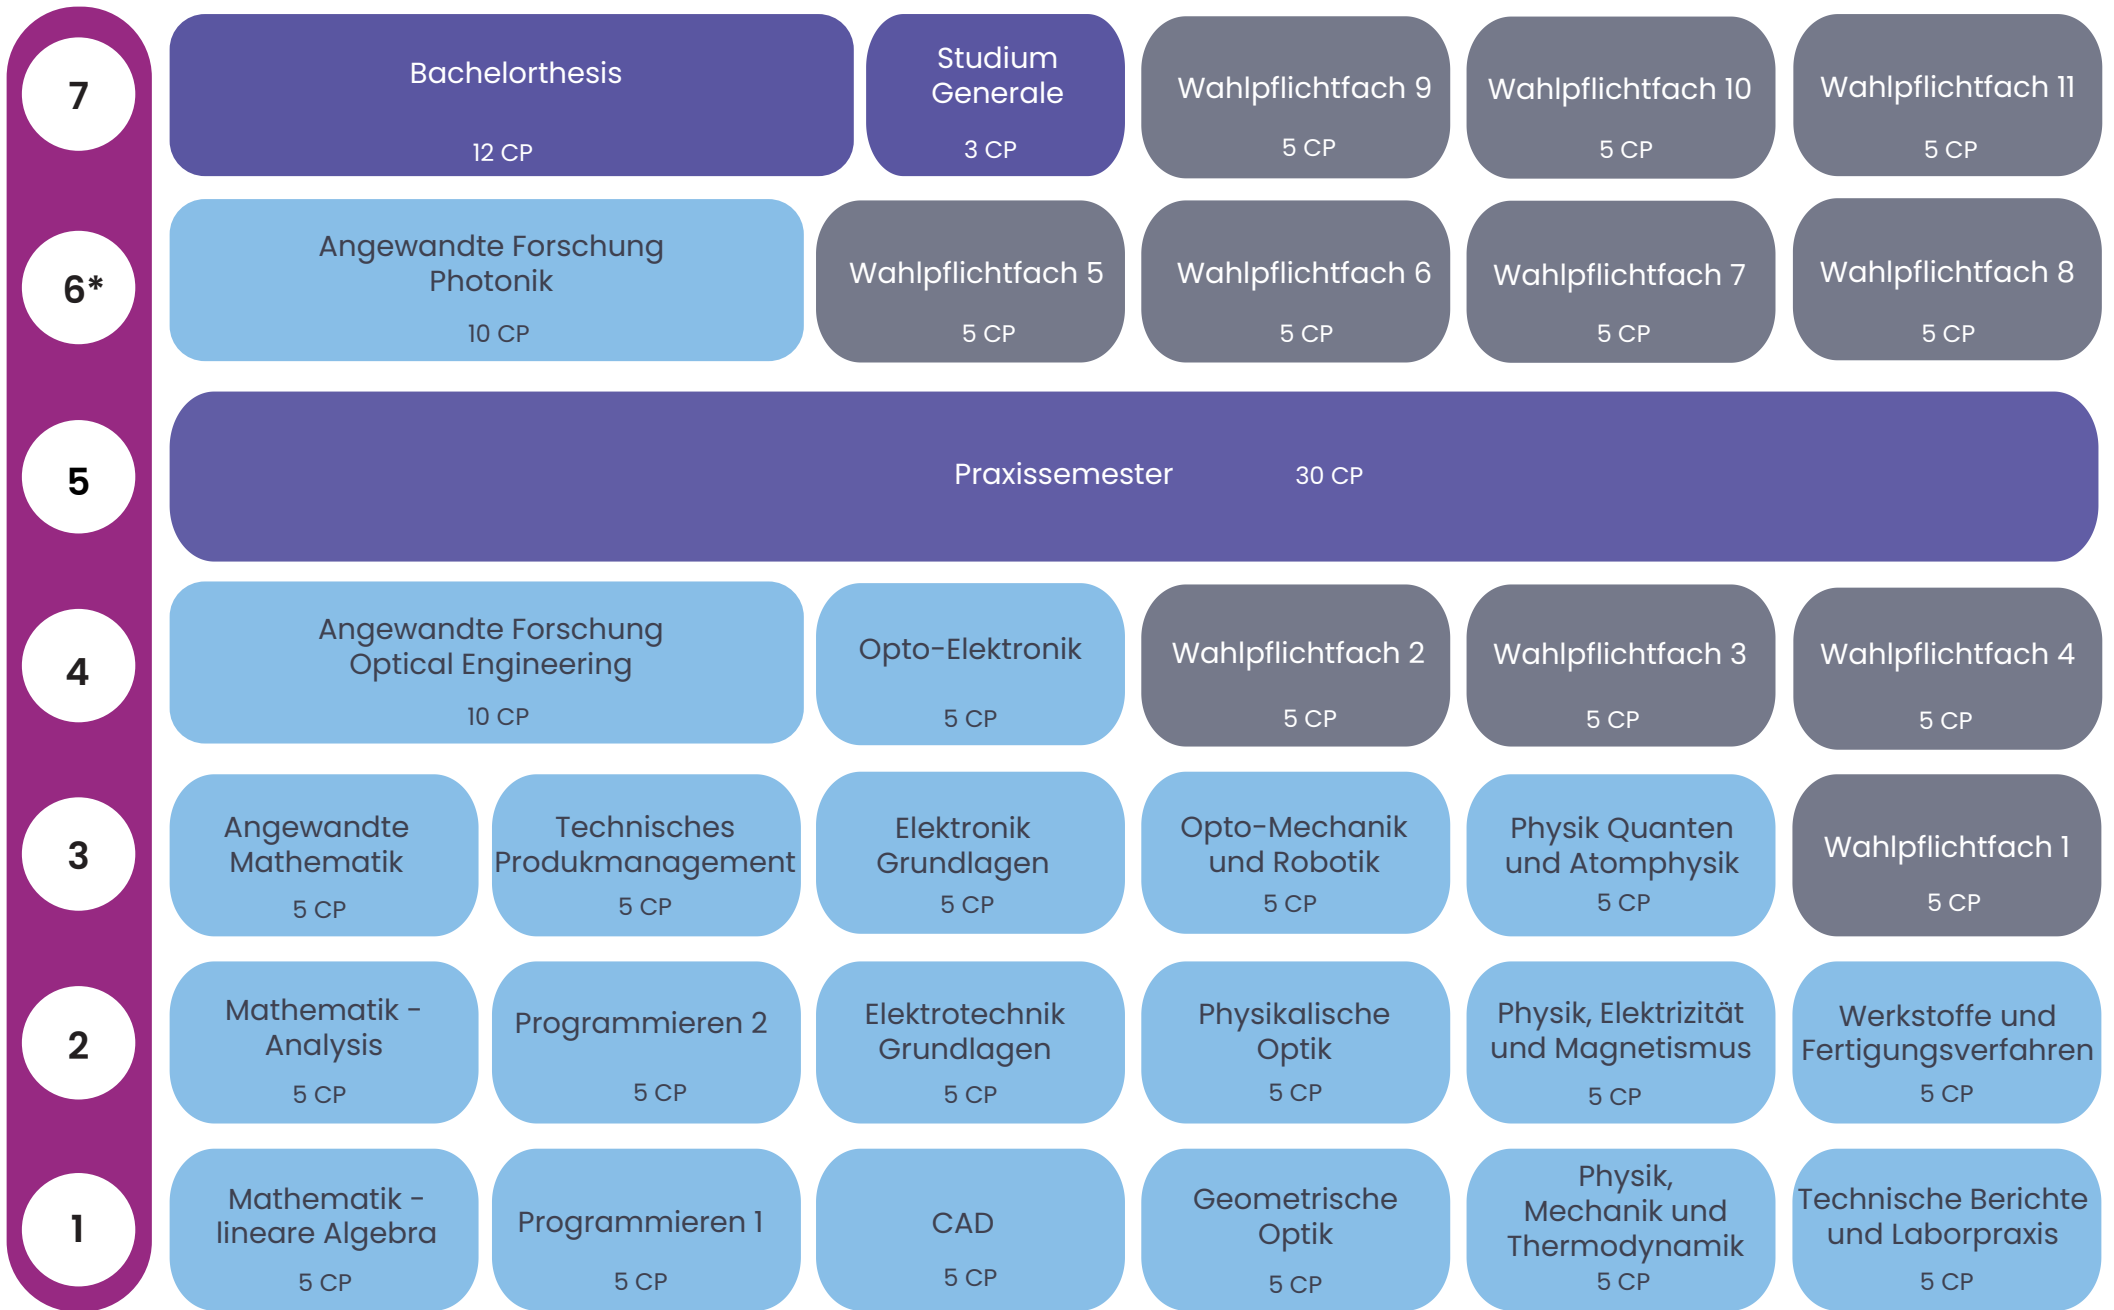 7
Bachelorthesis
12 CP
Studium
Generale
3 CP
Wahlpflichtfach 9
5 CP
Wahlpflichtfach 10
5 CP
Wahlpflichtfach 11
5 CP
6*
Angewandte Forschung
Photonik
10 CP
Wahlpflichtfach 5
5 CP
Wahlpflichtfach 6
5 CP
Wahlpflichtfach 7
5 CP
Wahlpflichtfach 8
5 CP
5
Praxissemester 30 CP
4
Angewandte Forschung
Optical Engineering
10 CP
Opto-Elektronik
5 CP
Wahlpflichtfach 2
5 CP
Wahlpflichtfach 3
5 CP
Wahlpflichtfach 4
5 CP
3
Angewandte
Mathematik
5 CP
Technisches
Produkmanagement
5 CP
Elektronik
Grundlagen
5 CP
Opto-Mechanik
und Robotik
5 CP
Physik Quanten
und Atomphysik
5 CP
Wahlpflichtfach 1
5 CP
2
Mathematik -
Analysis
5 CP
Programmieren 2
5 CP
Elektrotechnik
Grundlagen
5 CP
Physikalische
Optik
5 CP
Physik, Elektrizität
und Magnetismus
5 CP
Werkstoffe und
Fertigungsverfahren
5 CP
1
Mathematik -
lineare Algebra
5 CP
Programmieren 1
5 CP
CAD
5 CP
Geometrische
Optik
5 CP
Physik,
Mechanik und
Thermodynamik
5 CP
Technische Berichte
und Laborpraxis
5 CP